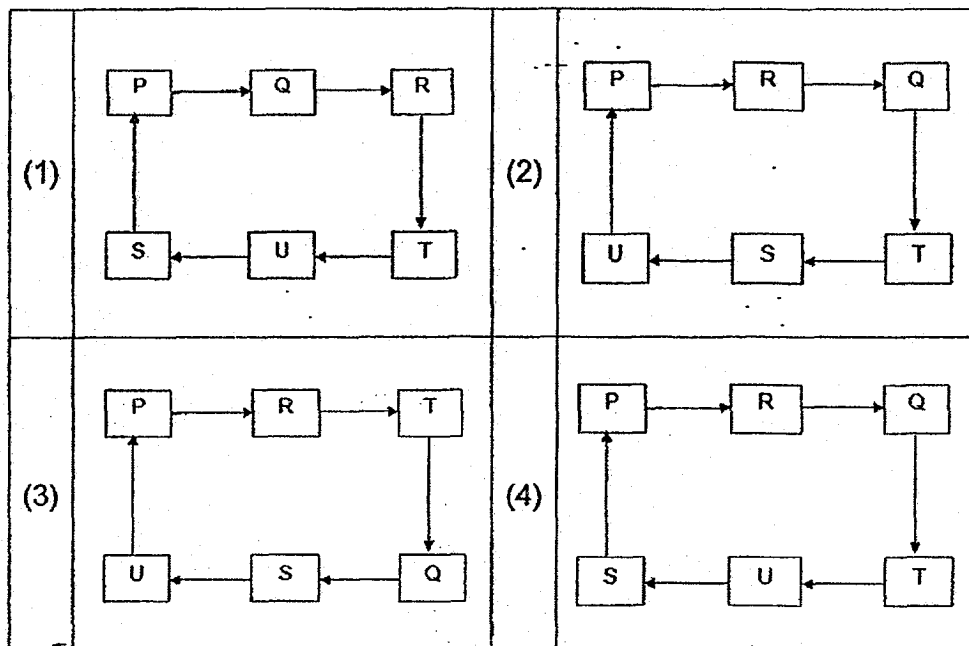 P Q R
(1)
S U T
P R Q
(2)
U S T
P R T
(3)
U S Q
P R Q
(4)
S U T